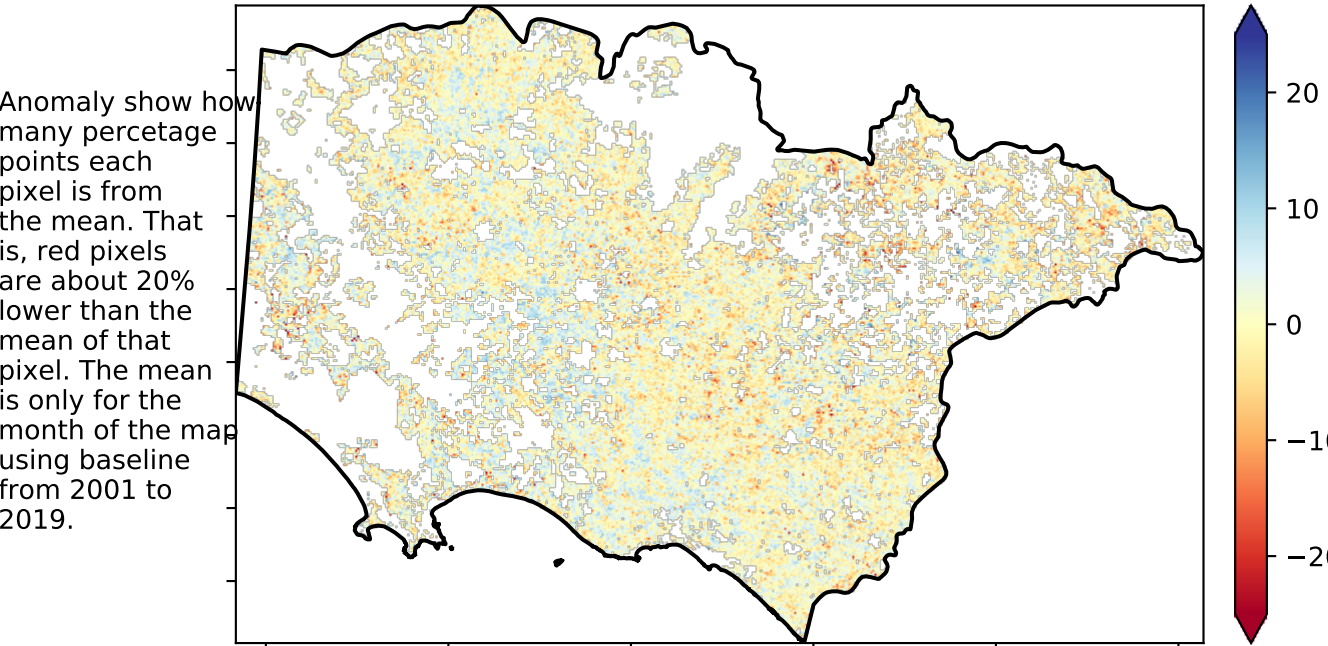 Anomaly show how
many percetage
points each
pixel is from
the mean. That
is, red pixels
are about 20%
lower than the
mean of that
pixel. The mean
is only for the
month of the map
using baseline
from 2001 to
2019.
20
10
0
−10
−20